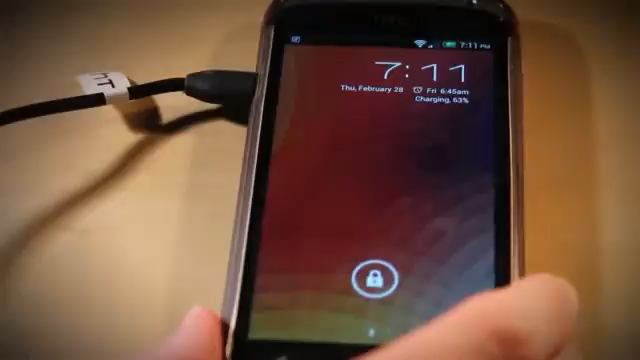 7:11 PM
7:11
Thu, February 28
Fri 6:45am
Charging, 63%